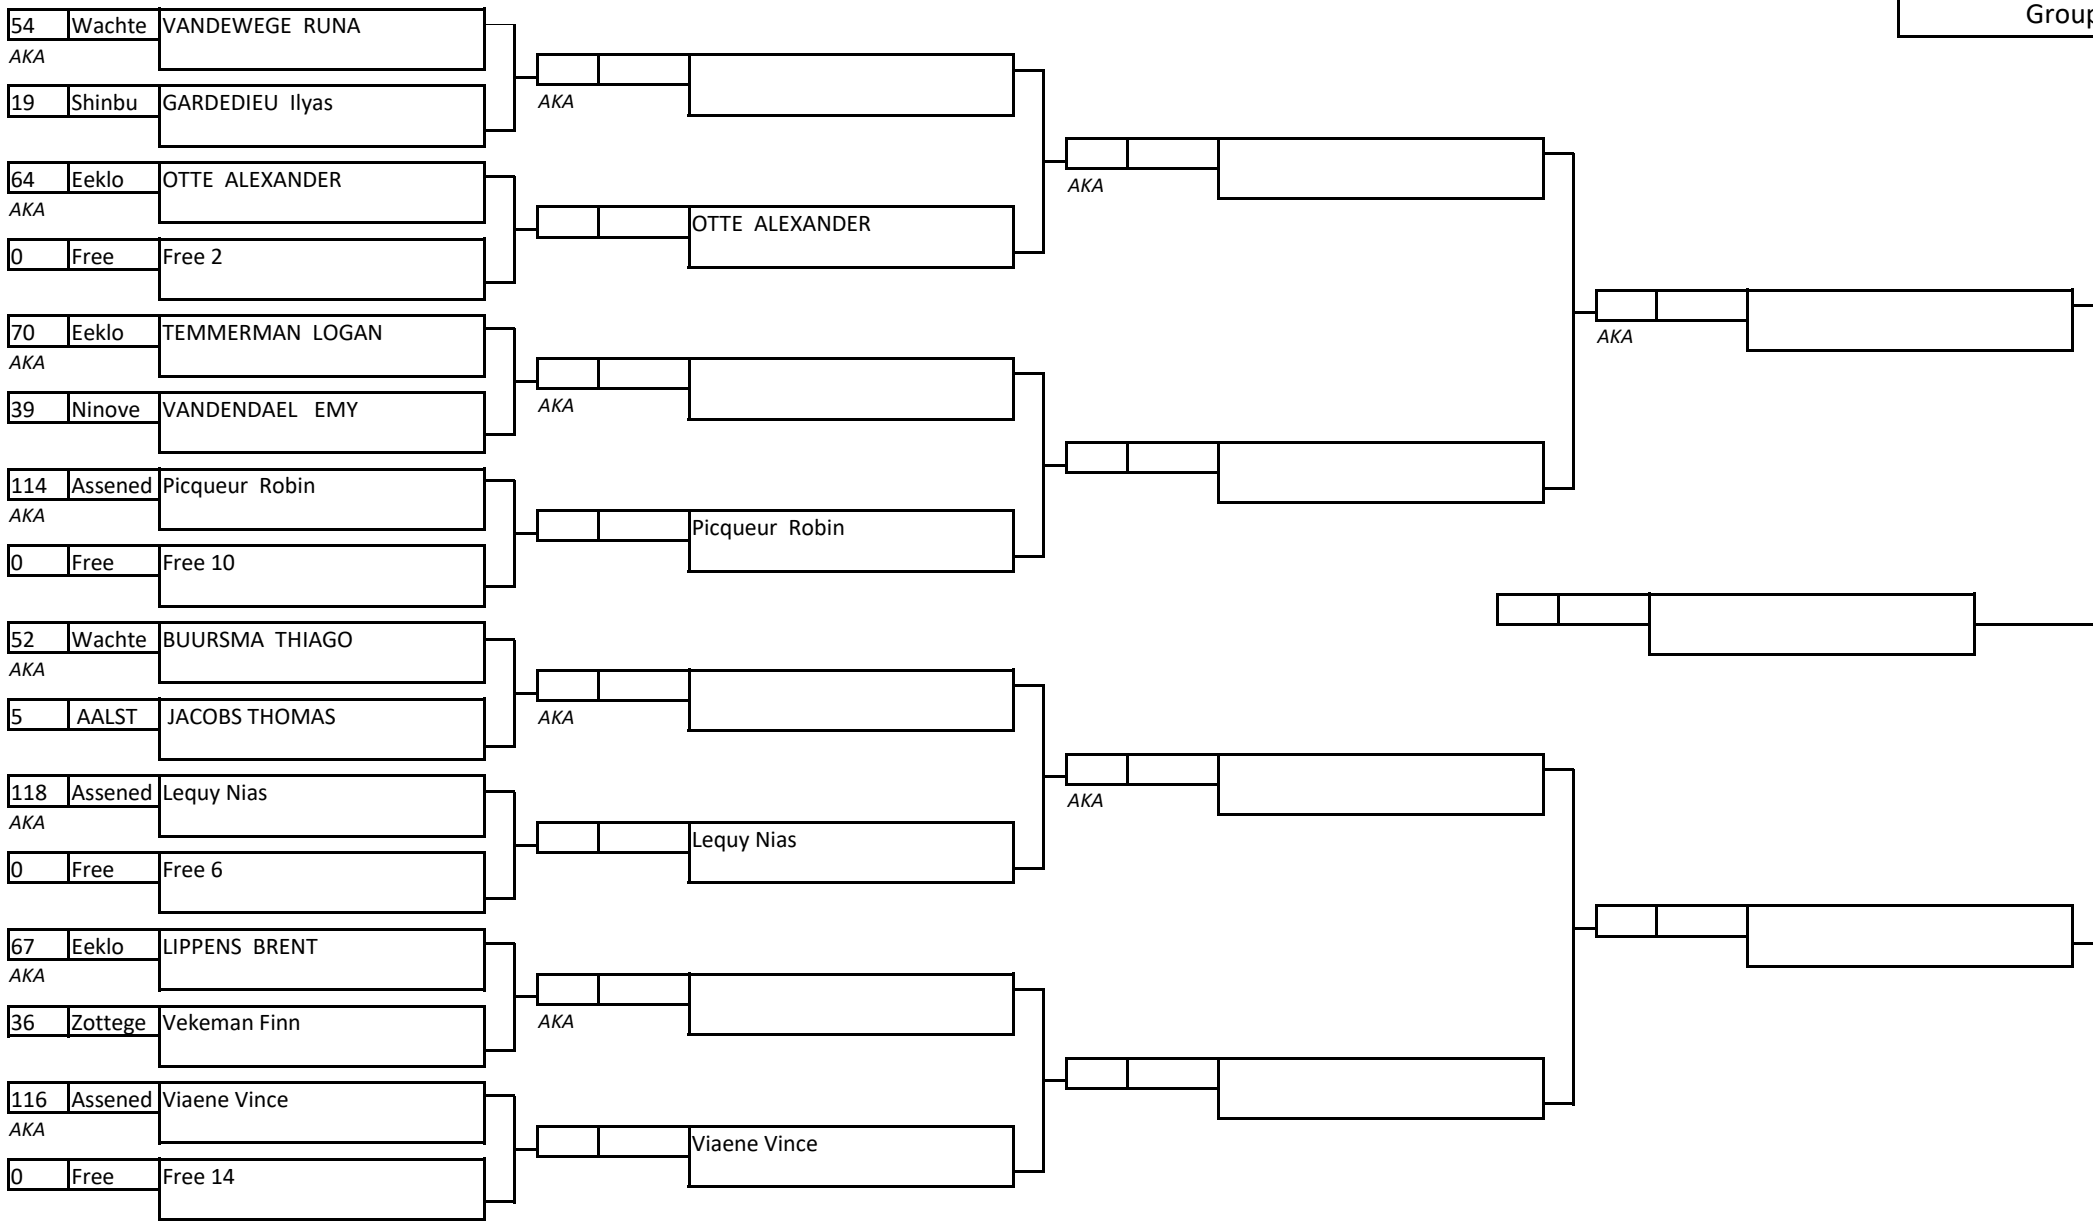 Group
54 Wachte VANDEWEGE RUNA
AKA
19 Shinbu GARDEDIEU Ilyas
AKA
64 Eeklo OTTE ALEXANDER
AKA
AKA
OTTE ALEXANDER
0 Free Free 2
70 Eeklo TEMMERMAN LOGAN
AKA
AKA
39 Ninove VANDENDAEL EMY
AKA
114 Assened Picqueur Robin
AKA
Picqueur Robin
0 Free Free 10
52 Wachte BUURSMA THIAGO
AKA
5 AALST JACOBS THOMAS
AKA
118 Assened Lequy Nias
AKA
AKA
Lequy Nias
0 Free Free 6
67 Eeklo LIPPENS BRENT
AKA
36 Zottege Vekeman Finn
AKA
116 Assened Viaene Vince
AKA
Viaene Vince
0 Free Free 14